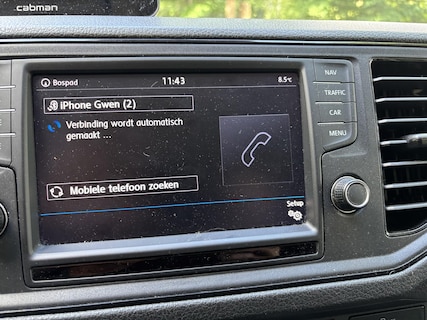 cabman
Bospad 11:43 8.5°C
iPhone Gwen (2)
Verbinding wordt automatisch
gemaakt ...
Mobiele telefoon zoeken
Setup
NAV
TRAFFIC
CAR
MENU